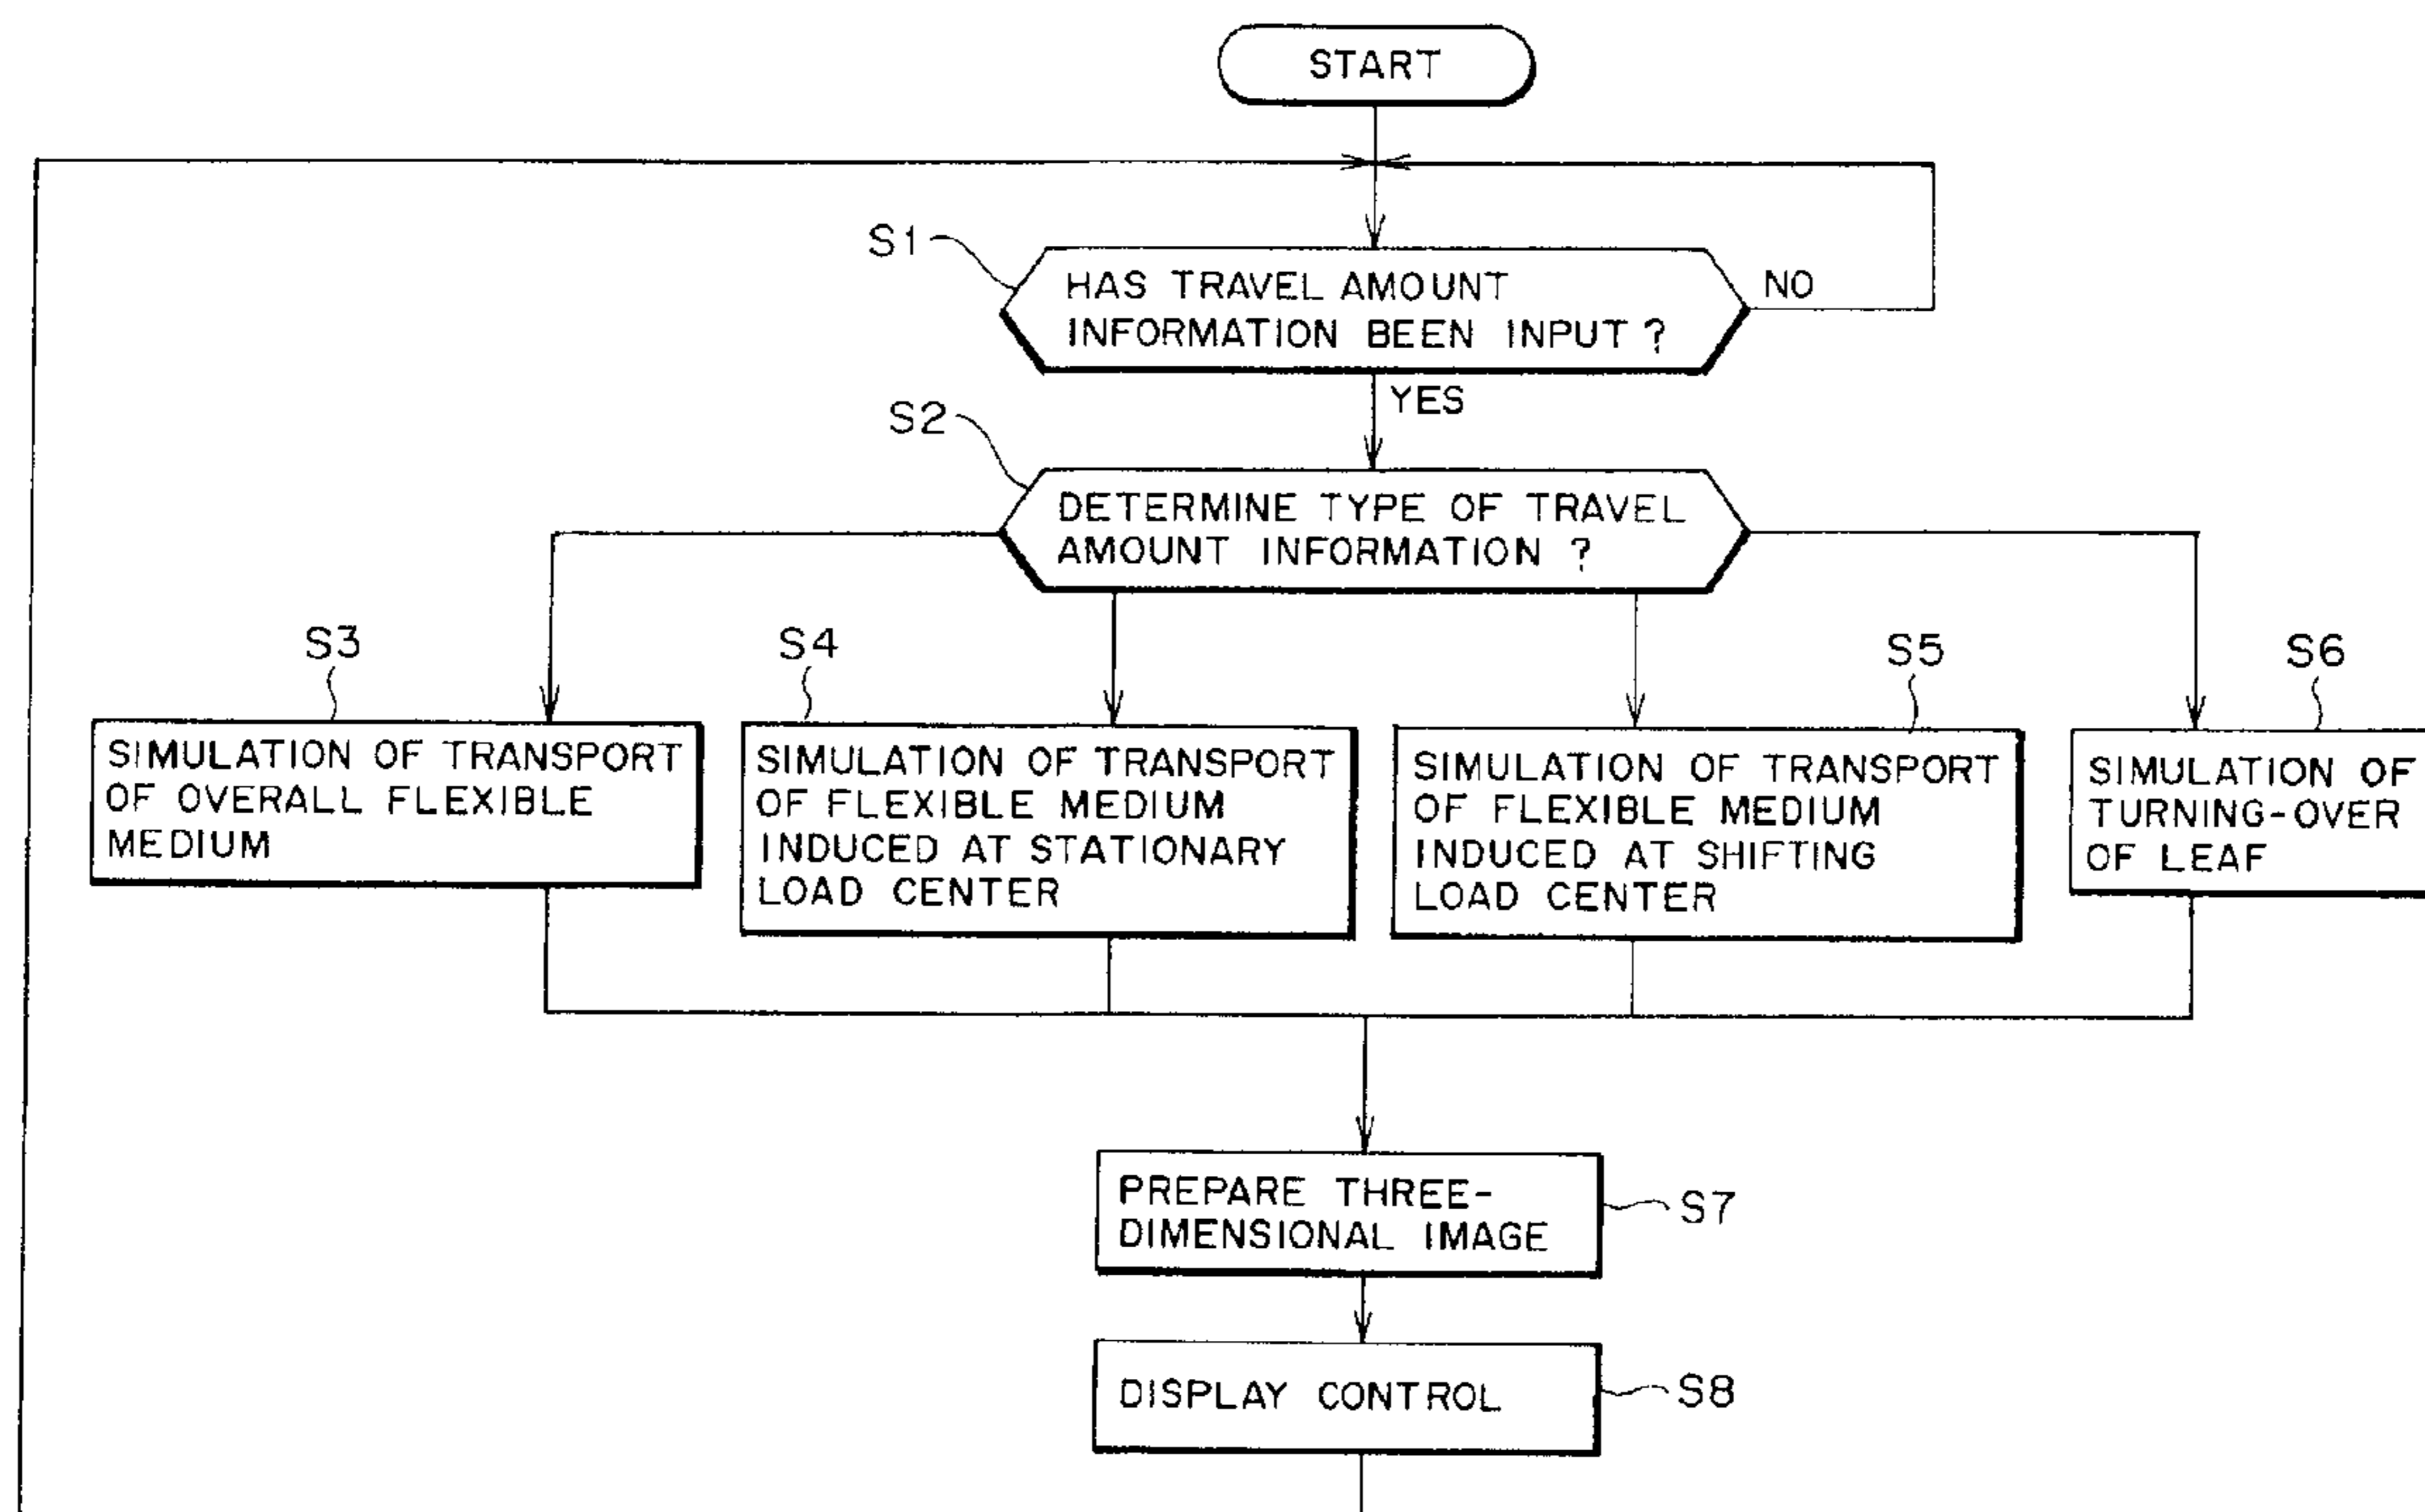 START
S1
HAS TRAVEL AMOUNT
INFORMATION BEEN INPUT ?
NO
YES
S2
DETERMINE TYPE OF TRAVEL
AMOUNT INFORMATION ?
S3
SIMULATION OF TRANSPORT
OF OVERALL FLEXIBLE
MEDIUM
S4
SIMULATION OF TRANSPORT
OF FLEXIBLE MEDIUM
INDUCED AT STATIONARY
LOAD CENTER
S5
SIMULATION OF TRANSPORT
OF FLEXIBLE MEDIUM
INDUCED AT SHIFTING
LOAD CENTER
S6
SIMULATION OF
TURNING-OVER
OF LEAF
PREPARE THREE-
DIMENSIONAL IMAGE
S7
DISPLAY CONTROL
S8